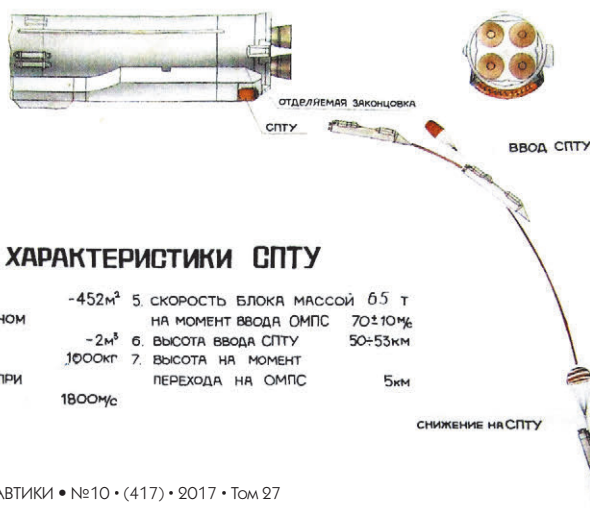 ОТДЕЛЯЕМАЯ ЗАКОНЦОВКА
СПТУ
ВВОД СПТУ
ХАРАКТЕРИСТИКИ СПТУ
-452м²
НОМ
-2м³
1000кг
ПРИ
1800м/с
5. СКОРОСТЬ БЛОКА МАССОЙ 65 Т
НА МОМЕНТ ВВОДА ОМПС 70±10м/с
6. ВЫСОТА ВВОДА СПТУ 50÷53км
7. ВЫСОТА НА МОМЕНТ
ПЕРЕХОДА НА ОМПС 5км
СНИЖЕНИЕ НА СПТУ
АВТИКИ • №10 • (417) • 2017 • Том 27